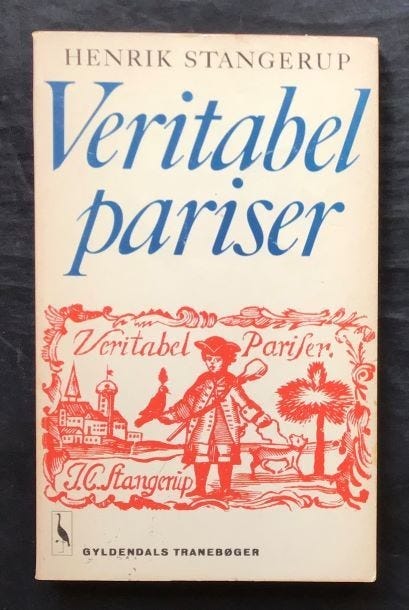 HENRIK STANGERUP
Veritabel
pariser
Veritabel Pariser.
J.C. Stangerup
GYLDENDALS TRANEBØGER